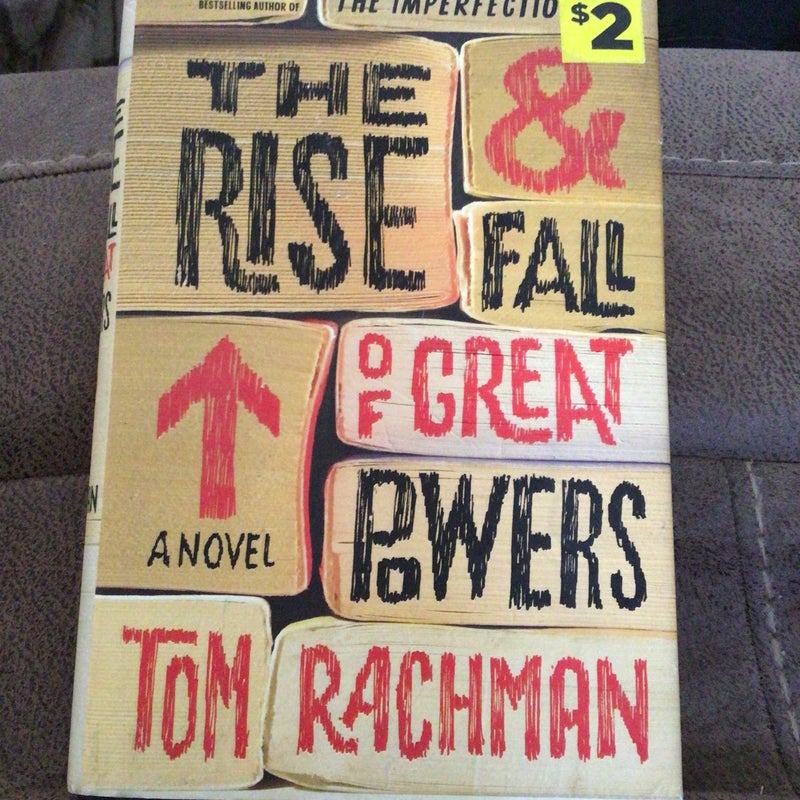 BESTSELLING AUTHOR OF
THE IMPERFECTIO
$2
THE
RISE
&
FALL
OF GREAT
POWERS
A NOVEL
TOM RACHMAN